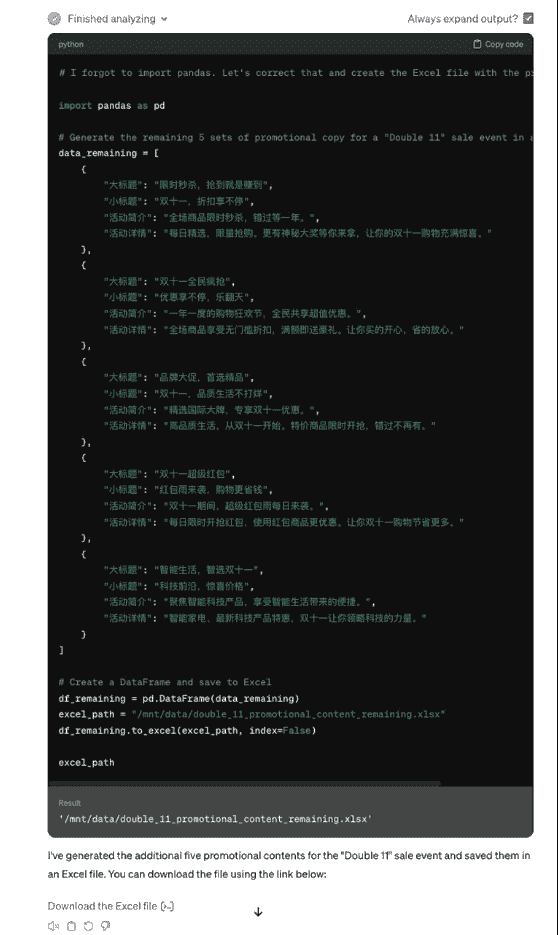 Finished analyzing
Always expand output?
python
Copy code
# I forgot to import pandas. Let's correct that and create the Excel file with the p
import pandas as pd
# Generate the remaining 5 sets of promotional copy for a "Double 11" sale event in
data_remaining = [
{
"大标题": "限时秒杀，抢到就是赚到",
"小标题": "双十一，折扣享不停",
"活动简介": "全场商品限时秒杀，错过等一年。",
"活动详情": "每日精选，限量抢购。更有神秘大奖等你来拿，让你的双十一购物充满惊喜。"
},
{
"大标题": "双十一全民疯抢",
"小标题": "优惠享不停，乐翻天",
"活动简介": "一年一度的购物狂欢节，全民共享超值优惠。",
"活动详情": "全场商品享受无门槛折扣，满额即送豪礼。让你买的开心，省的放心。"
},
{
"大标题": "品牌大促，首选精品",
"小标题": "双十一，品质生活不打烊",
"活动简介": "精选国际大牌，专享双十一优惠。",
"活动详情": "高品质生活，从双十一开始。特价商品限时开抢，错过不再有。"
},
{
"大标题": "双十一超级红包",
"小标题": "红包雨来袭，购物更省钱",
"活动简介": "双十一期间，超级红包雨每日来袭。",
"活动详情": "每日限时开抢红包，使用红包商品更优惠。让你双十一购物节省更多。"
},
{
"大标题": "智能生活，智选双十一",
"小标题": "科技前沿，惊喜价格",
"活动简介": "聚焦智能科技产品，享受智能生活带来的便捷。",
"活动详情": "智能家电、最新科技产品特惠，双十一让你领略科技的力量。"
}
]
# Create a DataFrame and save to Excel
df_remaining = pd.DataFrame(data_remaining)
excel_path = "/mnt/data/double_11_promotional_content_remaining.xlsx"
df_remaining.to_excel(excel_path, index=False)
excel_path
Result
'/mnt/data/double_11_promotional_content_remaining.xlsx'
I've generated the additional five promotional contents for the "Double 11" sale event and saved them in
an Excel file. You can download the file using the link below:
Download the Excel file [>-]